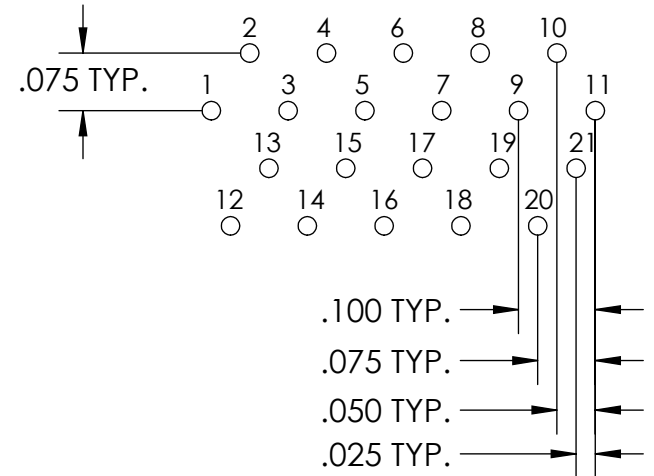 2 4 6 8 10
.075 TYP.
1 3 5 7 9 11
13 15 17 19 21
12 14 16 18 20
.100 TYP.
.075 TYP.
.050 TYP.
.025 TYP.